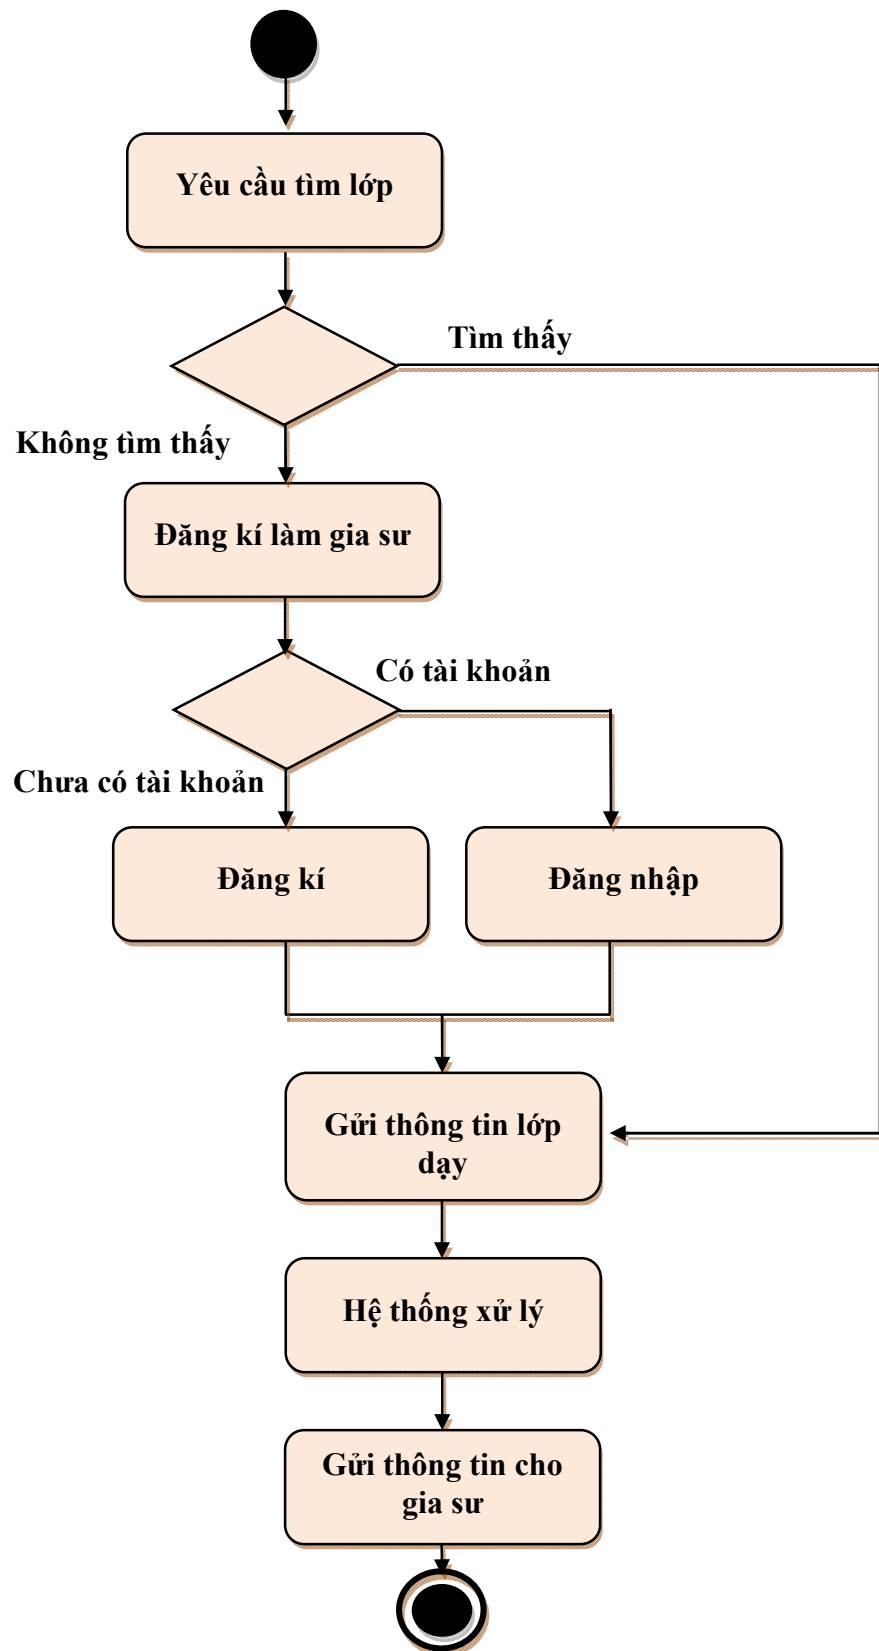 Yêu cầu tìm lớp
Tìm thấy
Không tìm thấy
Đăng kí làm gia sư
Có tài khoản
Chưa có tài khoản
Đăng kí
Đăng nhập
Gửi thông tin lớp
dạy
Hệ thống xử lý
Gửi thông tin cho
gia sư